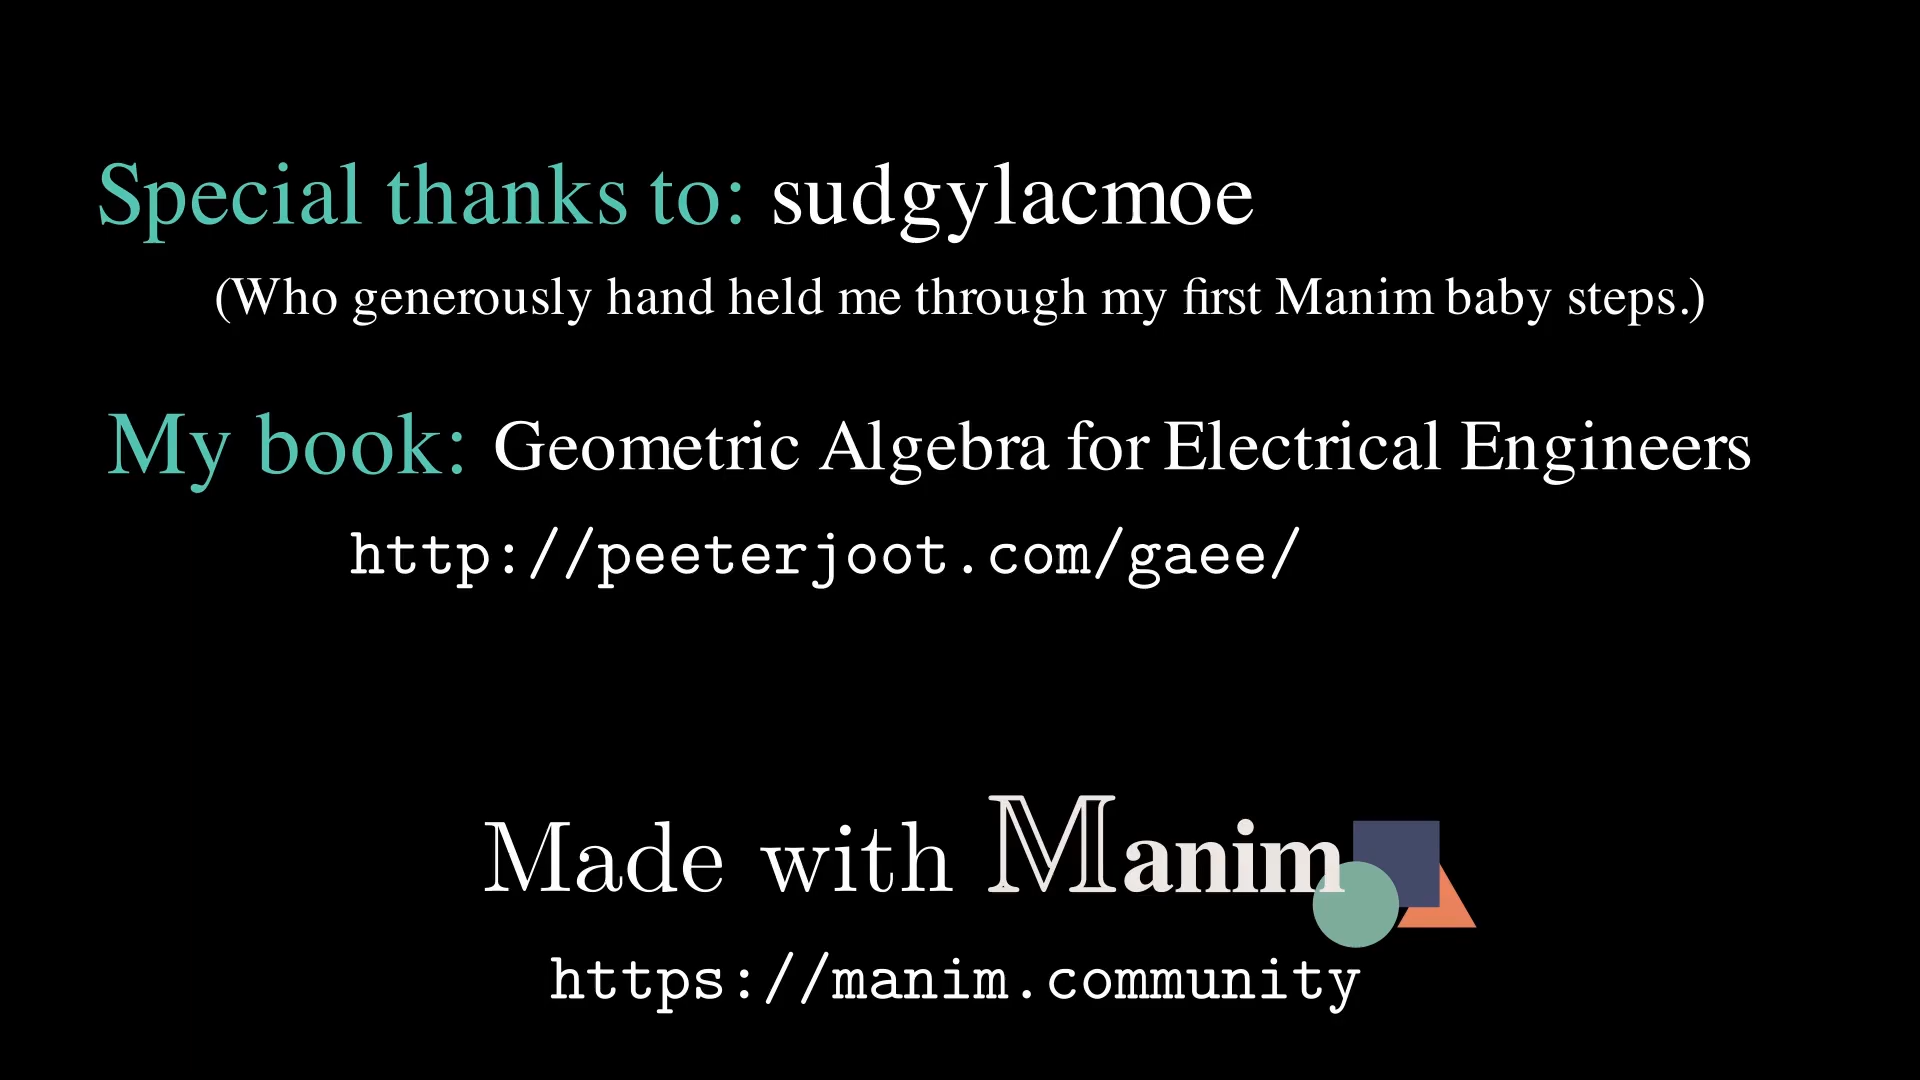 Special thanks to: sudgylacmoe
(Who generously hand held me through my first Manim baby steps.)
My book: Geometric Algebra for Electrical Engineers
http://peeterjoot.com/gaee/
Made with Manim
https://manim.community